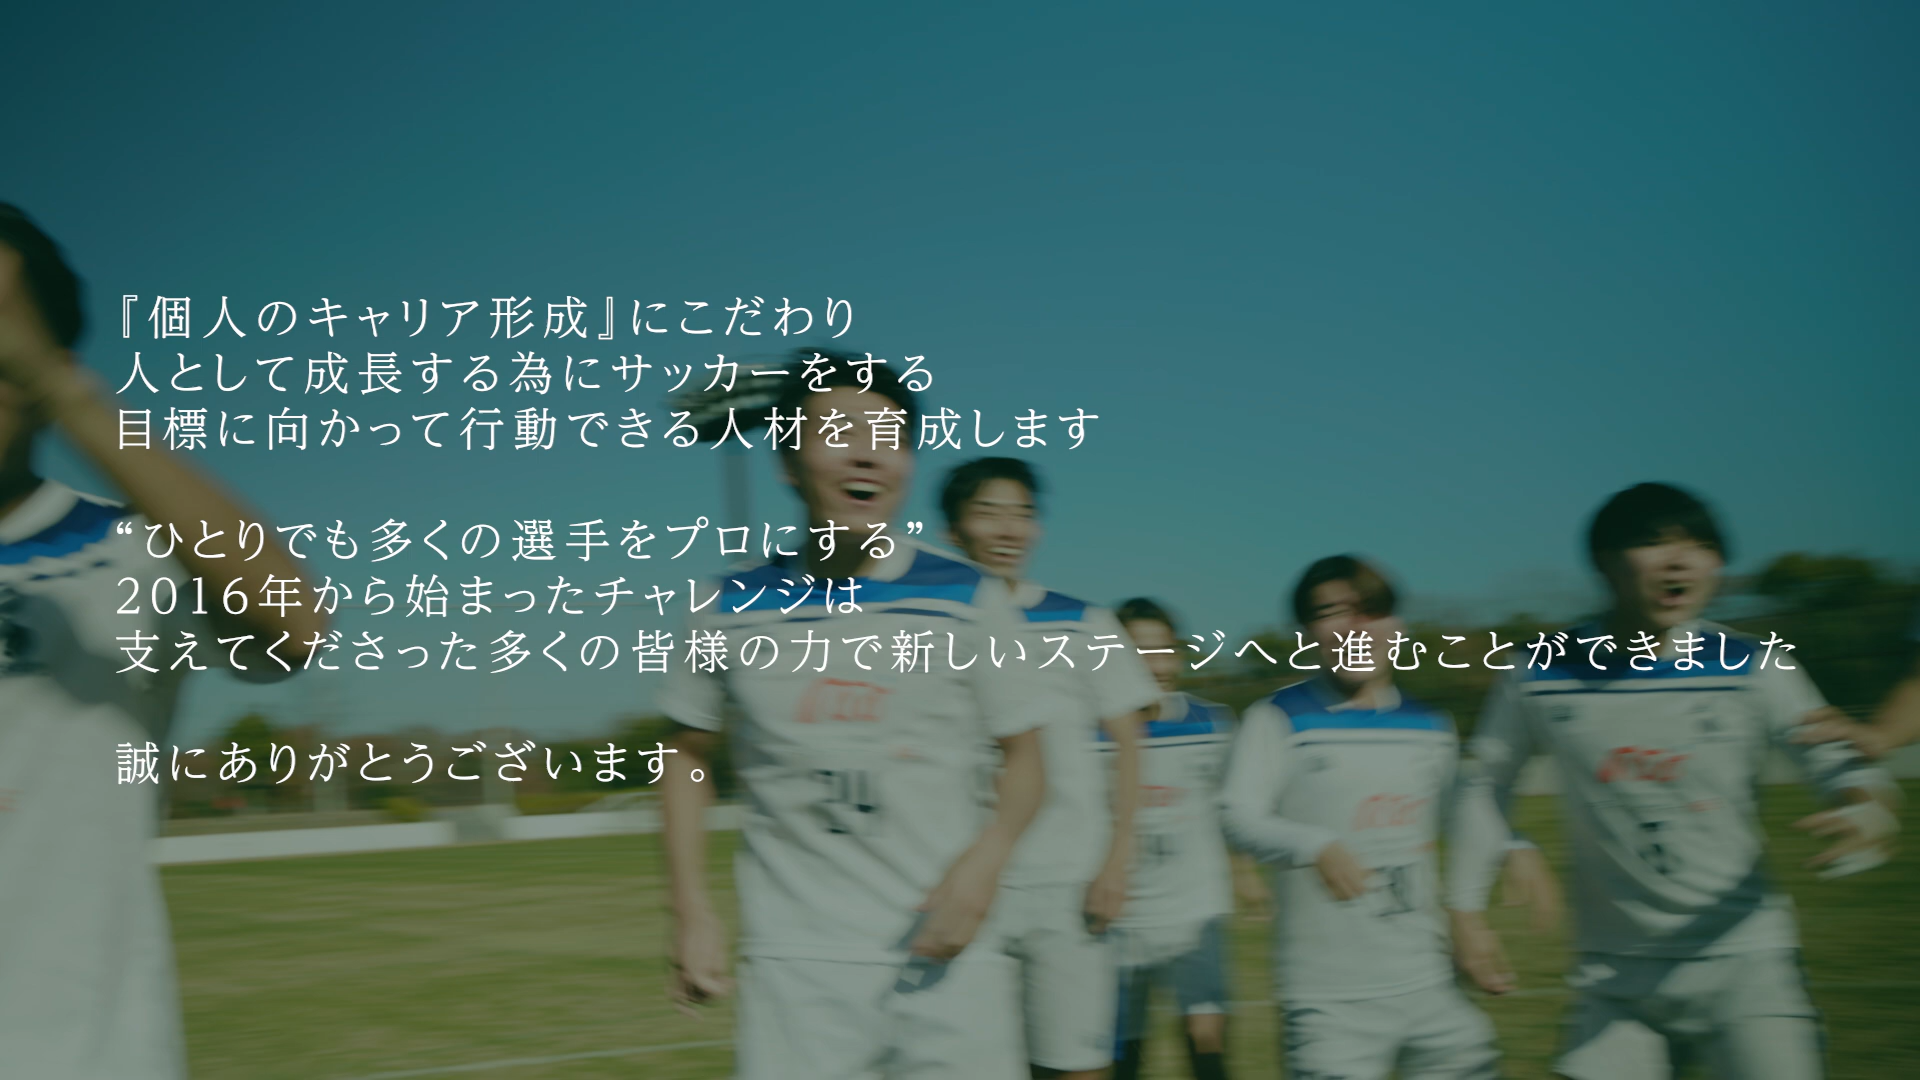 『個人のキャリア形成』にこだわり
人として成長する為にサッカーをする
目標に向かって行動できる人材を育成します
“ひとりでも多くの選手をプロにする”
2016年から始まったチャレンジは
支えてくださった多くの皆様の力で新しいステージへと進むことができました
誠にありがとうございます。